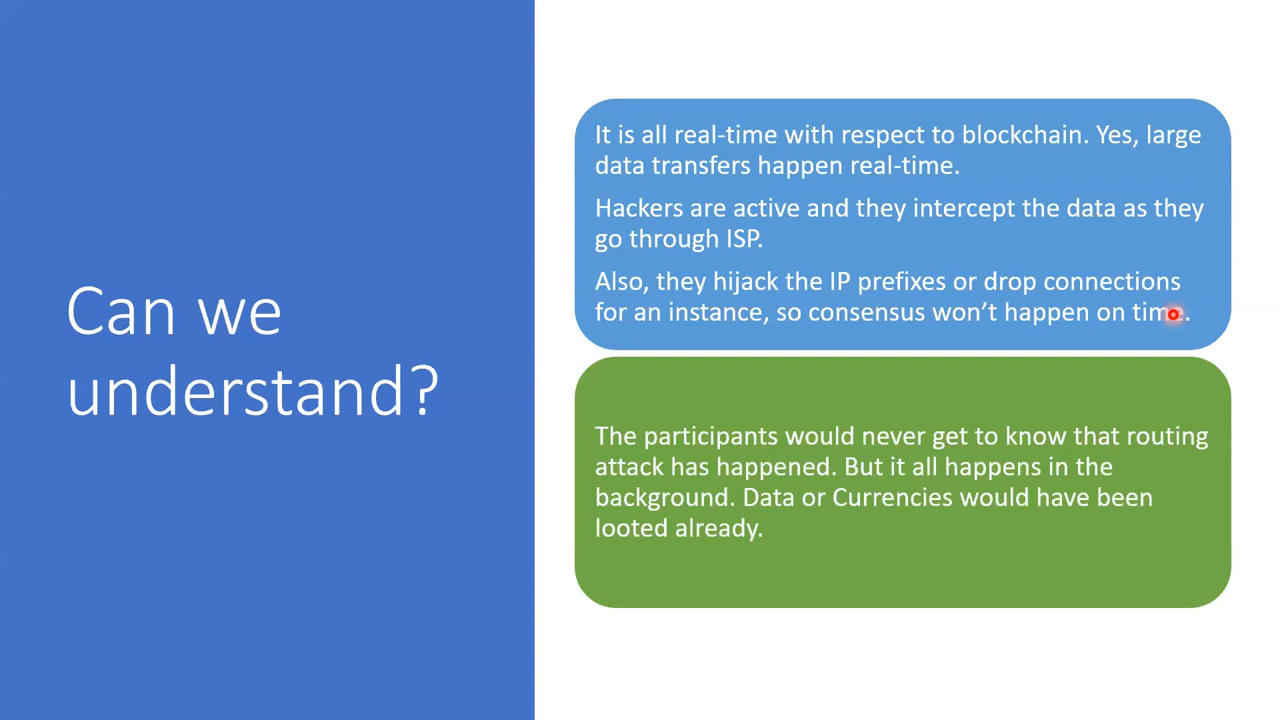 Can we
understand?
It is all real-time with respect to blockchain. Yes, large
data transfers happen real-time.
Hackers are active and they intercept the data as they
go through ISP.
Also, they hijack the IP prefixes or drop connections
for an instance, so consensus won’t happen on time.
The participants would never get to know that routing
attack has happened. But it all happens in the
background. Data or Currencies would have been
looted already.